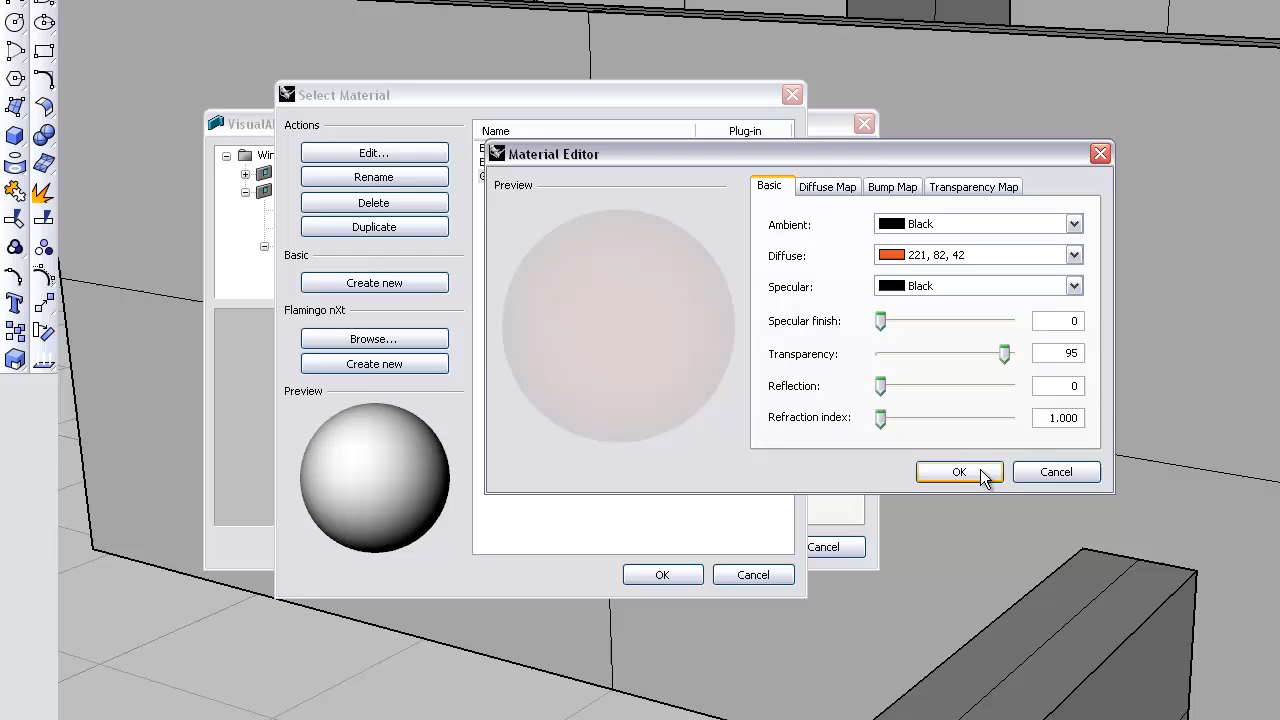 Select Material
VisualA
Actions
Edit...
Rename
Delete
Duplicate
Basic
Create new
Flamingo nXt
Browse...
Create new
Preview
Name Plug-in
Win
OK Cancel
Cancel
Material Editor
Preview
Basic Diffuse Map Bump Map Transparency Map
Ambient: Black
Diffuse: 221, 82, 42
Specular: Black
Specular finish: 0
Transparency: 95
Reflection: 0
Refraction index: 1.000
OK Cancel